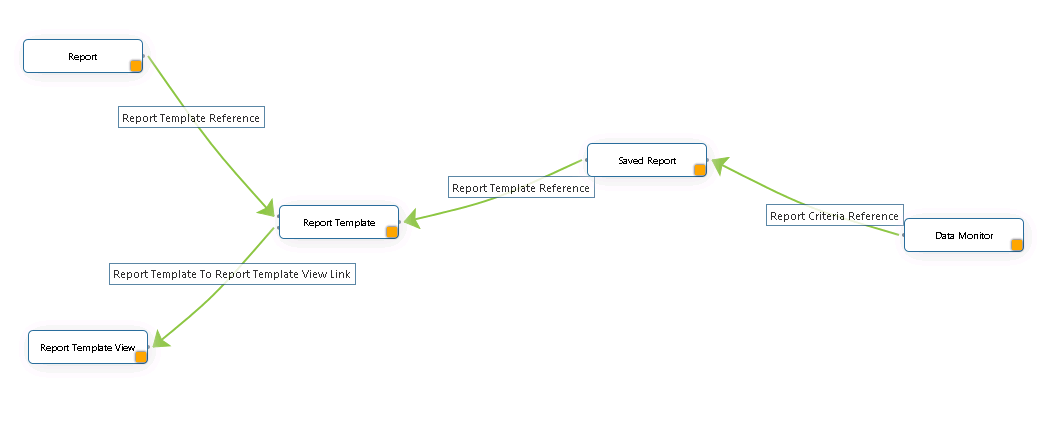 Report
Report Template Reference
Saved Report
Report Template Reference
Report Criteria Reference
Report Template
Data Monitor
Report Template To Report Template View Link
Report Template View